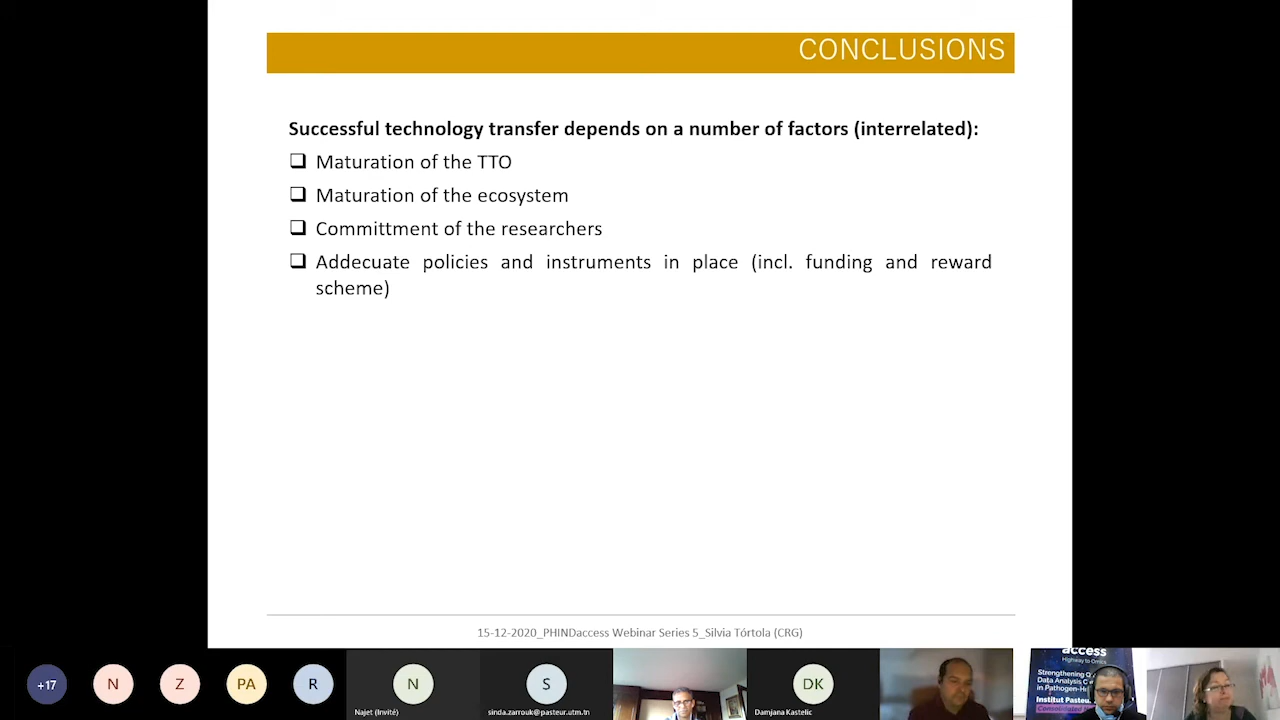 CONCLUSIONS
Successful technology transfer depends on a number of factors (interrelated):
❑ Maturation of the TTO
❑ Maturation of the ecosystem
❑ Committment of the researchers
❑ Addecuate policies and instruments in place (incl. funding and reward
scheme)
15-12-2020_PHINDaccess Webinar Series 5_Silvia Tórtola (CRG)
+17
N
Z
PA
R
N
Najet (Invité)
S
sinda.zarrouk@pasteur.utm.tn
DK
Damjana Kastelic
access
Highway to Omics
Strengthening
Data Analysis
in Pathogen-H
Institut Pasteur